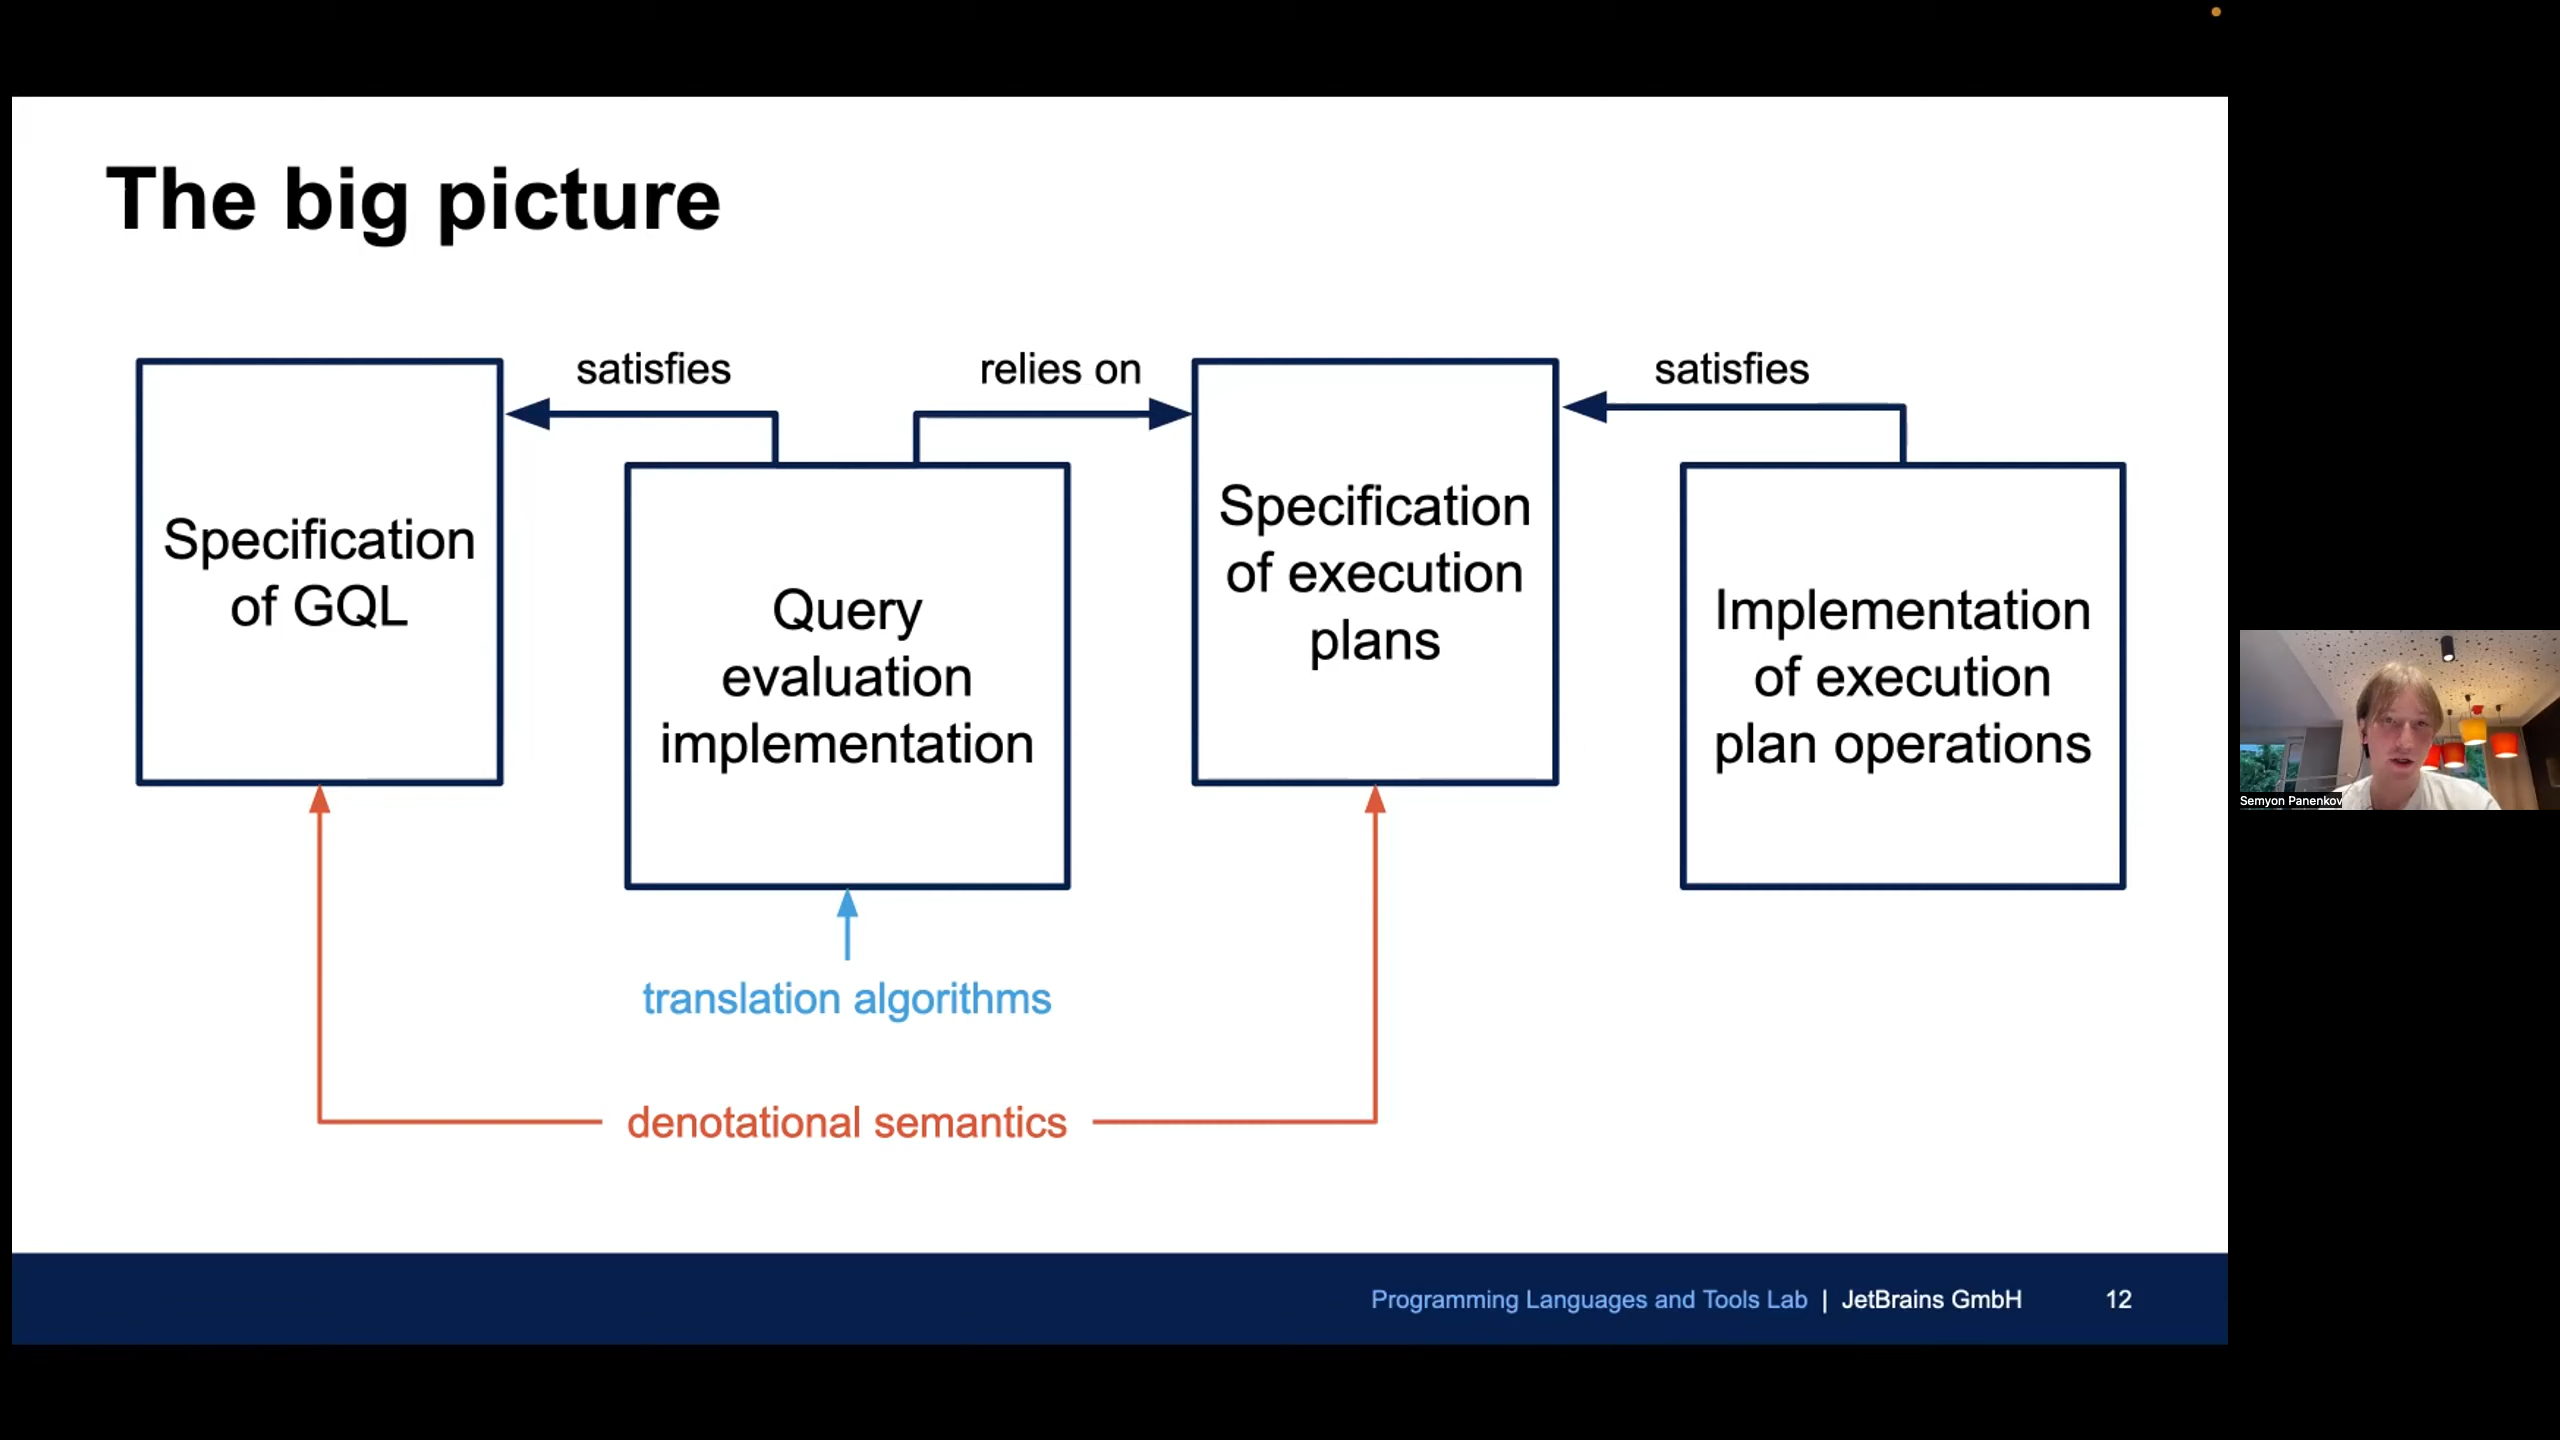 The big picture
satisfies
relies on
satisfies
Specification
of GQL
Query
evaluation
implementation
Specification
of execution
plans
Implementation
of execution
plan operations
translation algorithms
denotational semantics
Semyon Panenkov
Programming Languages and Tools Lab | JetBrains GmbH 12